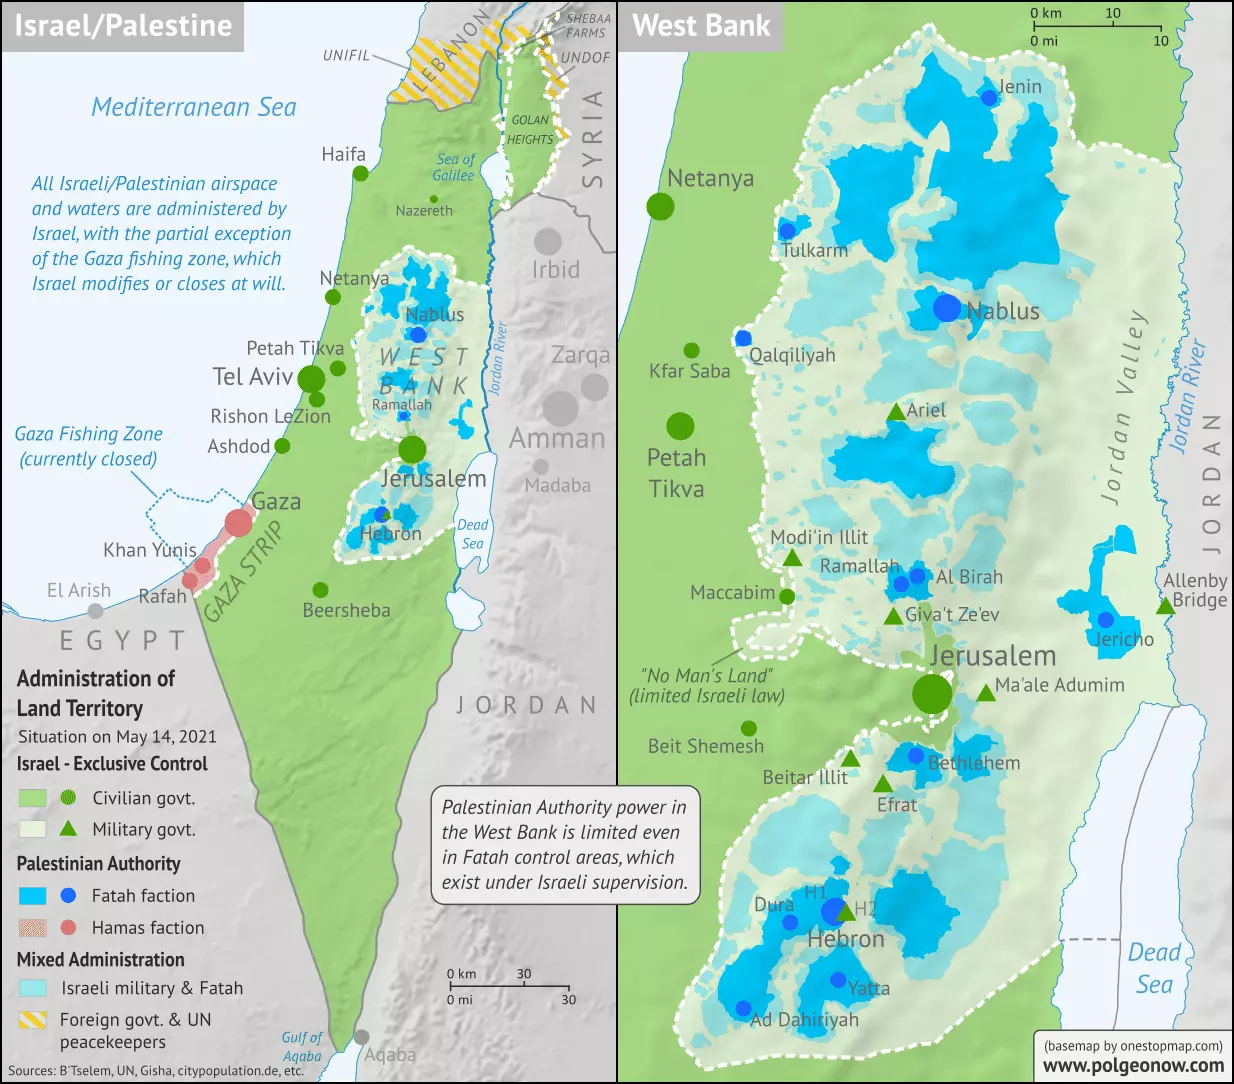 Israel/Palestine
LEBANON
SHEBAA
FARMS
UNIFIL
UNDOF
Mediterranean Sea
GOLAN
HEIGHTS
SYRIA
Haifa
Sea of
Galilee
All Israeli/Palestinian airspace
and waters are administered by
Israel, with the partial exception
of the Gaza fishing zone, which
Israel modifies or closes at will.
Nazereth
Irbid
Netanya
Nablus
Jordan River
Petah Tikva
WEST
BANK
Zarqa
Tel Aviv
Ramallah
Rishon LeZion
Amman
Gaza Fishing Zone
(currently closed)
Ashdod
Jerusalem
Madaba
Gaza
Hebron
Dead
Sea
Khan Yunis
GAZA STRIP
El Arish
Rafah
Beersheba
EGYPT
JORDAN
Administration of
Land Territory
Situation on May 14, 2021
Israel - Exclusive Control
Civilian govt.
Military govt.
Palestinian Authority
Fatah faction
Hamas faction
Mixed Administration
Israeli military & Fatah
Foreign govt. & UN
peacekeepers
Palestinian Authority power in
the West Bank is limited even
in Fatah control areas, which
exist under Israeli supervision.
0 km 30
0 mi 30
Gulf of
Aqaba
Aqaba
Sources: B'Tselem, UN, Gisha, citypopulation.de, etc.
West Bank
0 km 10
0 mi 10
Jenin
Netanya
Tulkarm
Nablus
Qalqiliyah
Kfar Saba
Jordan Valley
Jordan River
Ariel
JORDAN
Petah
Tikva
Modi'in Illit
Ramallah
Al Birah
Maccabim
Allenby
Bridge
Giva't Ze'ev
Jericho
Jerusalem
"No Man's Land"
(limited Israeli law)
Ma'ale Adumim
Beit Shemesh
Beitar Illit
Bethlehem
Efrat
H1
Dura
H2
Hebron
Dead
Sea
Yatta
Ad Dahiriyah
(basemap by onestopmap.com)
www.polgeonow.com